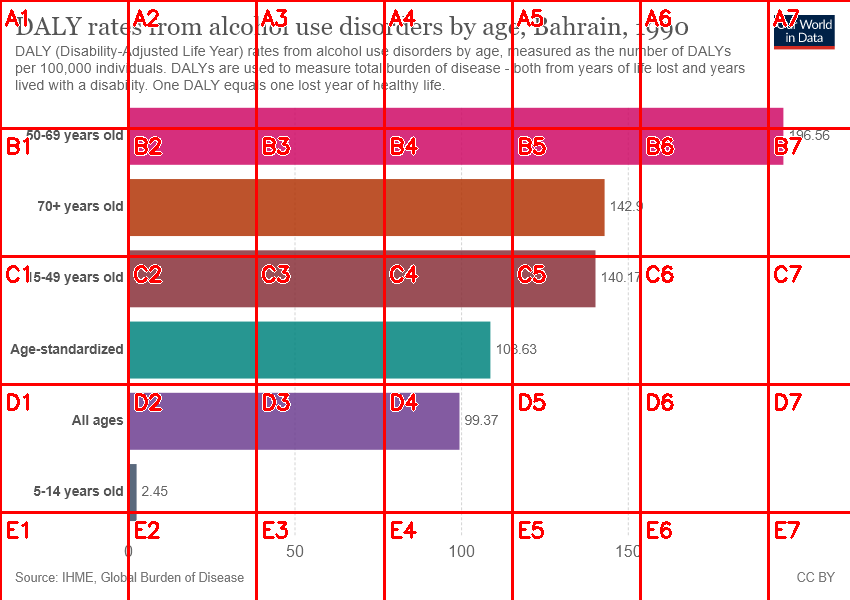 DALY rates from alcohol use disorders by age, Bahrain, 1990
Our World
in Data
DALY (Disability-Adjusted Life Year) rates from alcohol use disorders by age, measured as the number of DALYs
per 100,000 individuals. DALYs are used to measure total burden of disease - both from years of life lost and years
lived with a disability. One DALY equals one lost year of healthy life.
50-69 years old 196.56
70+ years old 142.9
15-49 years old 140.17
Age-standardized 108.63
All ages 99.37
5-14 years old 2.45
0 50 100 150
Source: IHME, Global Burden of Disease
CC BY
A1 A2 A3 A4 A5 A6 A7
B1 B2 B3 B4 B5 B6 B7
C1 C2 C3 C4 C5 C6 C7
D1 D2 D3 D4 D5 D6 D7
E1 E2 E3 E4 E5 E6 E7